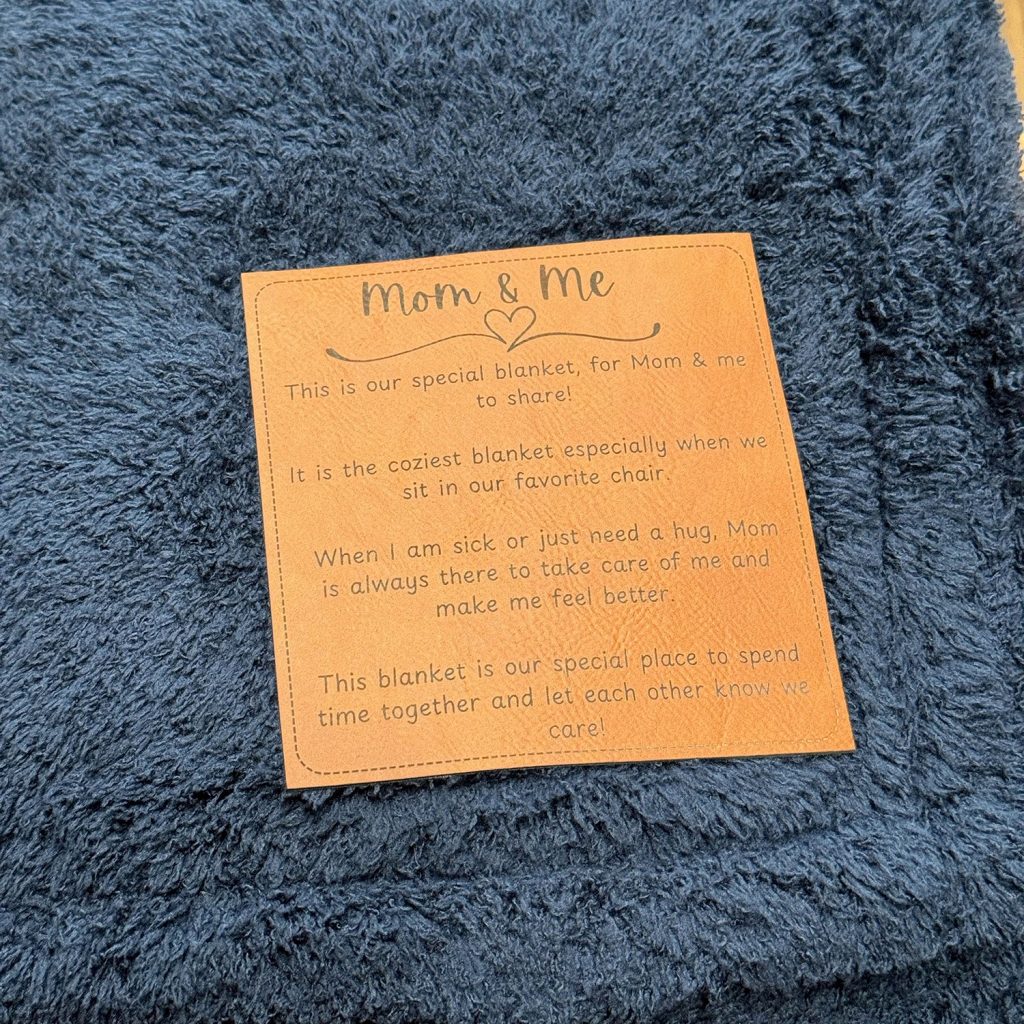 Mom & Me
This is our special blanket, for Mom & me
to share!
It is the coziest blanket especially when we
sit in our favorite chair.
When I am sick or just need a hug, Mom
is always there to take care of me and
make me feel better.
This blanket is our special place to spend
time together and let each other know we
care!